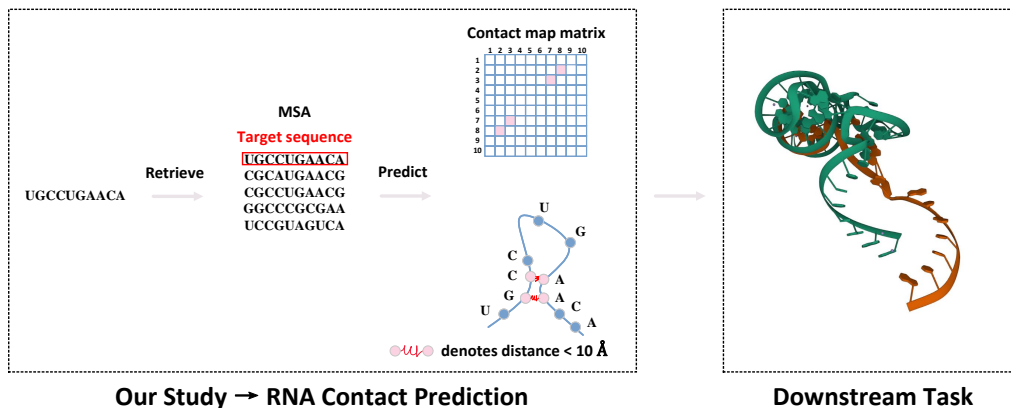 Contact map matrix
1 2 3 4 5 6 7 8 9 10
1
2
3
4
5
6
7
8
9
10
MSA
Target sequence
UGCCUGAACA
CGCAUGAACG
CGCCUGAACG
GGCCCGCGAA
UCCGUAGUCA
UGCCUGAACA
Retrieve
Predict
U
G
C
C
A
G
A
U
C
A
denotes distance < 10 Å
Our Study → RNA Contact Prediction
Downstream Task